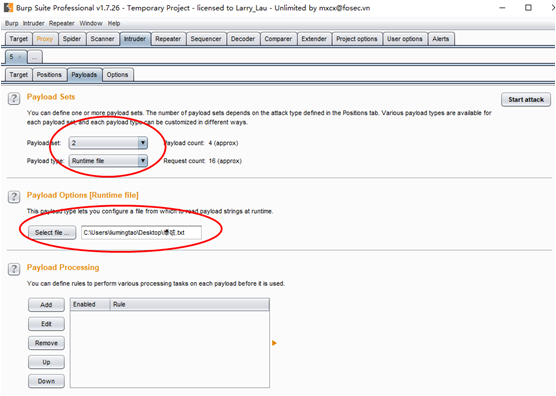 Burp Suite Professional v1.7.26 - Temporary Project - licensed to Larry_Lau - Unlimited by mxcx@fosec.vn
Burp Intruder Repeater Window Help
Target Proxy Spider Scanner Intruder Repeater Sequencer Decoder Comparer Extender Project options User options Alerts
5 × ...
Target Positions Payloads Options
? Payload Sets
Start attack
You can define one or more payload sets. The number of payload sets depends on the attack type defined in the Positions tab. Various payload types are available for
each payload set, and each payload type can be customized in different ways.
Payload set: 2 Payload count: 4 (approx)
Payload type: Runtime file Request count: 16 (approx)
? Payload Options [Runtime file]
This payload type lets you configure a file from which to read payload strings at runtime.
Select file ... C:\Users\liumingtao\Desktop\.txt
? Payload Processing
You can define rules to perform various processing tasks on each payload before it is used.
Add Enabled Rule
Edit
Remove
Up
Down